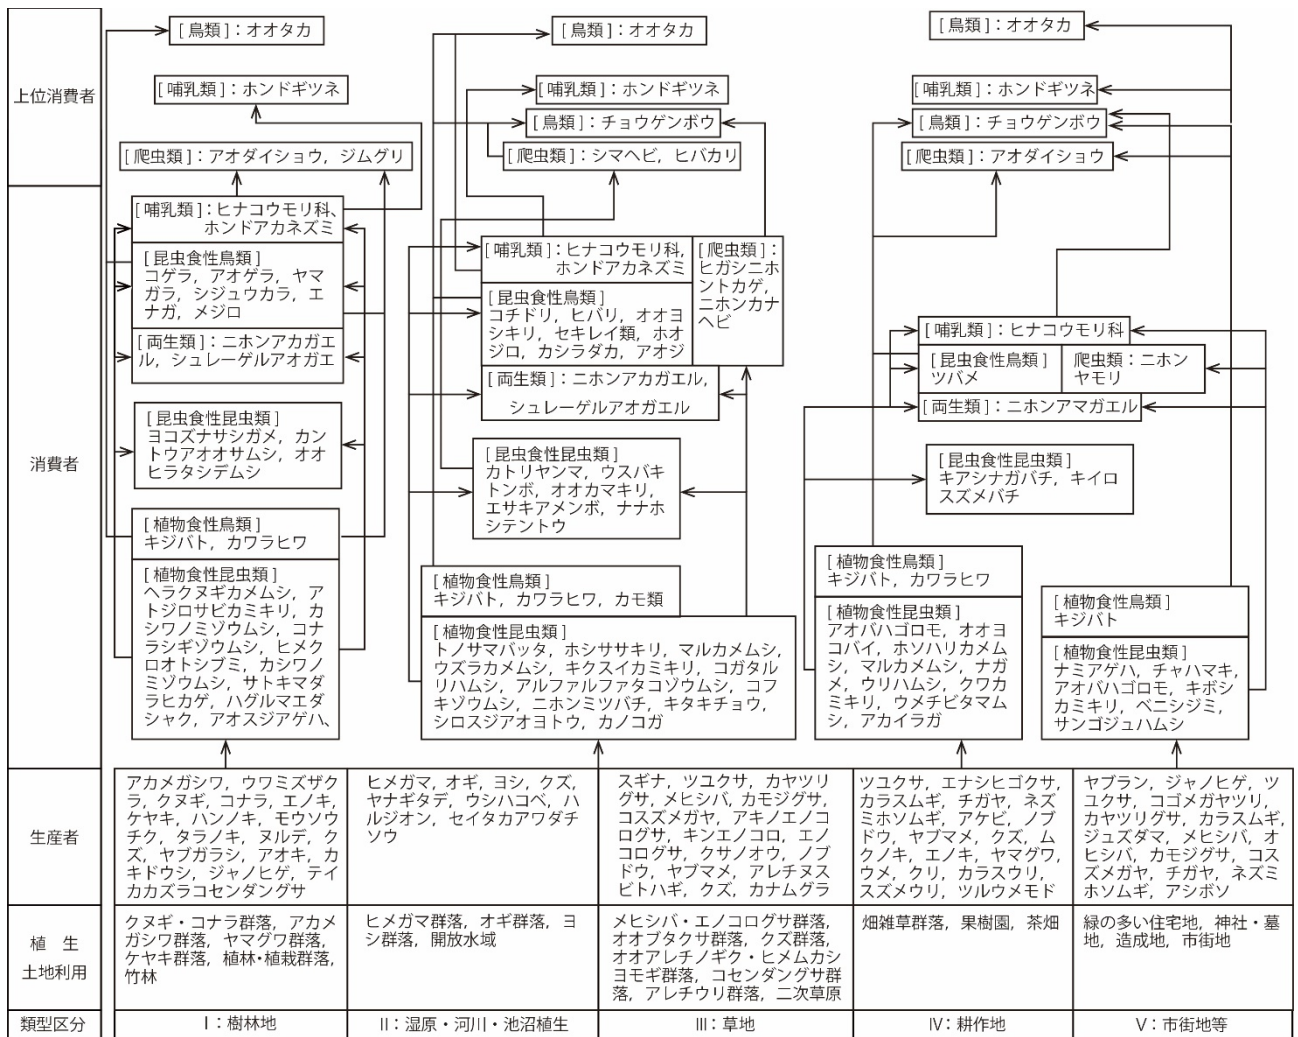 上位消費者
[ 鳥類 ]：オオタカ
[ 哺乳類 ]：ホンドギツネ
[ 爬虫類 ]：アオダイショウ，ジムグリ
[ 鳥類 ]：オオタカ
[ 哺乳類 ]：ホンドギツネ
[ 鳥類 ]：チョウゲンボウ
[ 爬虫類 ]：シマヘビ，ヒバカリ
[ 鳥類 ]：オオタカ
[ 哺乳類 ]：ホンドギツネ
[ 鳥類 ]：チョウゲンボウ
[ 爬虫類 ]：アオダイショウ
消費者
[ 哺乳類 ]：ヒナコウモリ科、
ホンドアカネズミ
[ 昆虫食性鳥類 ]
コゲラ，アオゲラ，ヤマ
ガラ，シジュウカラ，エ
ナガ，メジロ
[ 両生類 ]：ニホンアカガエ
ル，シュレーゲルアオガエ
[ 昆虫食性昆虫類 ]
ヨコズナサシガメ，カン
トウアオオサムシ，オオ
ヒラタシデムシ
[ 植物食性鳥類 ]
キジバト，カワラヒワ
[ 植物食性昆虫類 ]
ヘラクヌギカメムシ，ア
トジロサビカミキリ，カ
シワノミゾウムシ，コナ
ラシギゾウムシ，ヒメク
ロオトシブミ，カシワノ
ミゾウムシ，サトキマダ
ラヒカゲ，ハグルマエダ
シャク，アオスジアゲハ、
[ 哺乳類 ]：ヒナコウモリ科，
ホンドアカネズミ
[ 昆虫食性鳥類 ]
コチドリ，ヒバリ，オオヨ
シキリ，セキレイ類，ホオ
ジロ，カシラダカ，アオジ
[ 爬虫類 ]：
ヒガシニホ
ントカゲ，
ニホンカナ
ヘビ
[ 両生類 ]：ニホンアカガエル，
シュレーゲルアオガエル
[ 昆虫食性昆虫類 ]
カトリヤンマ，ウスバキ
トンボ，オオカマキリ，
エサキアメンボ，ナナホ
シテントウ
[ 植物食性鳥類 ]
キジバト，カワラヒワ，カモ類
[ 植物食性昆虫類 ]
トノサマバッタ，ホシササキリ，マルカメムシ，
ウズラカメムシ，キクスイカミキリ，コガタル
リハムシ，アルファルファタコゾウムシ，コフ
キゾウムシ，ニホンミツバチ，キタキチョウ，
シロスジアオヨトウ，カノコガ
[ 哺乳類 ]：ヒナコウモリ科
[ 昆虫食性鳥類 ]
ツバメ
爬虫類：ニホン
ヤモリ
[ 両生類 ]：ニホンアマガエル
[ 昆虫食性昆虫類 ]
キアシナガバチ，キイロ
スズメバチ
[ 植物食性鳥類 ]
キジバト，カワラヒワ
[ 植物食性昆虫類 ]
アオバハゴロモ，オオヨ
コバイ，ホソハリカメム
シ，マルカメムシ，ナガ
メ，ウリハムシ，クワカ
ミキリ，ウメチビタマム
シ，アカイラガ
[ 植物食性鳥類 ]
キジバト
[ 植物食性昆虫類 ]
ナミアゲハ，チャハマキ，
アオバハゴロモ，キボシ
カミキリ，ベニシジミ，
サンゴジュハムシ
生産者
アカメガシワ，ウワミズザク
ラ，クヌギ，コナラ，エノキ，
ケヤキ，ハンノキ，モウソウ
チク，タラノキ，ヌルデ，ク
ズ，ヤブガラシ，アオキ，カ
キドウシ，ジャノヒゲ，テイ
カカズラコセンダングサ
ヒメガマ，オギ，ヨシ，クズ，
ヤナギタデ，ウシハコベ，ハ
ルジオン，セイタカアワダチ
ソウ
スギナ，ツユクサ，カヤツリ
グサ，メヒシバ，カモジグサ，
コスズメガヤ，アキノエノコ
ログサ，キンエノコロ，エノ
コログサ，クサノオウ，ノブ
ドウ，ヤブマメ，アレチヌス
ビトハギ，クズ，カナムグラ
ツユクサ，エナシヒゴクサ，
カラスムギ，チガヤ，ネズ
ミホソムギ，アケビ，ノブ
ドウ，ヤブマメ，クズ，ム
クノキ，エノキ，ヤマグワ，
ウメ，クリ，カラスウリ，
スズメウリ，ツルウメモド
ヤブラン，ジャノヒゲ，ツ
ユクサ，コゴメガヤツリ，
カヤツリグサ，カラスムギ，
ジュズダマ，メヒシバ，オ
ヒシバ，カモジグサ，コス
ズメガヤ，チガヤ，ネズミ
ホソムギ，アシボソ
植　生
土地利用
クヌギ・コナラ群落，アカメ
ガシワ群落，ヤマグワ群落，
ケヤキ群落，植林・植栽群落，
竹林
ヒメガマ群落，オギ群落，ヨ
シ群落，開放水域
メヒシバ・エノコログサ群落，
オオブタクサ群落，クズ群落，
オオアレチノギク・ヒメムカシ
ヨモギ群落，コセンダングサ群
落，アレチウリ群落，二次草原
畑雑草群落，果樹園，茶畑
緑の多い住宅地，神社・墓
地，造成地，市街地
類型区分
Ⅰ：樹林地
Ⅱ：湿原・河川・池沼植生
Ⅲ：草地
Ⅳ：耕作地
Ⅴ：市街地等